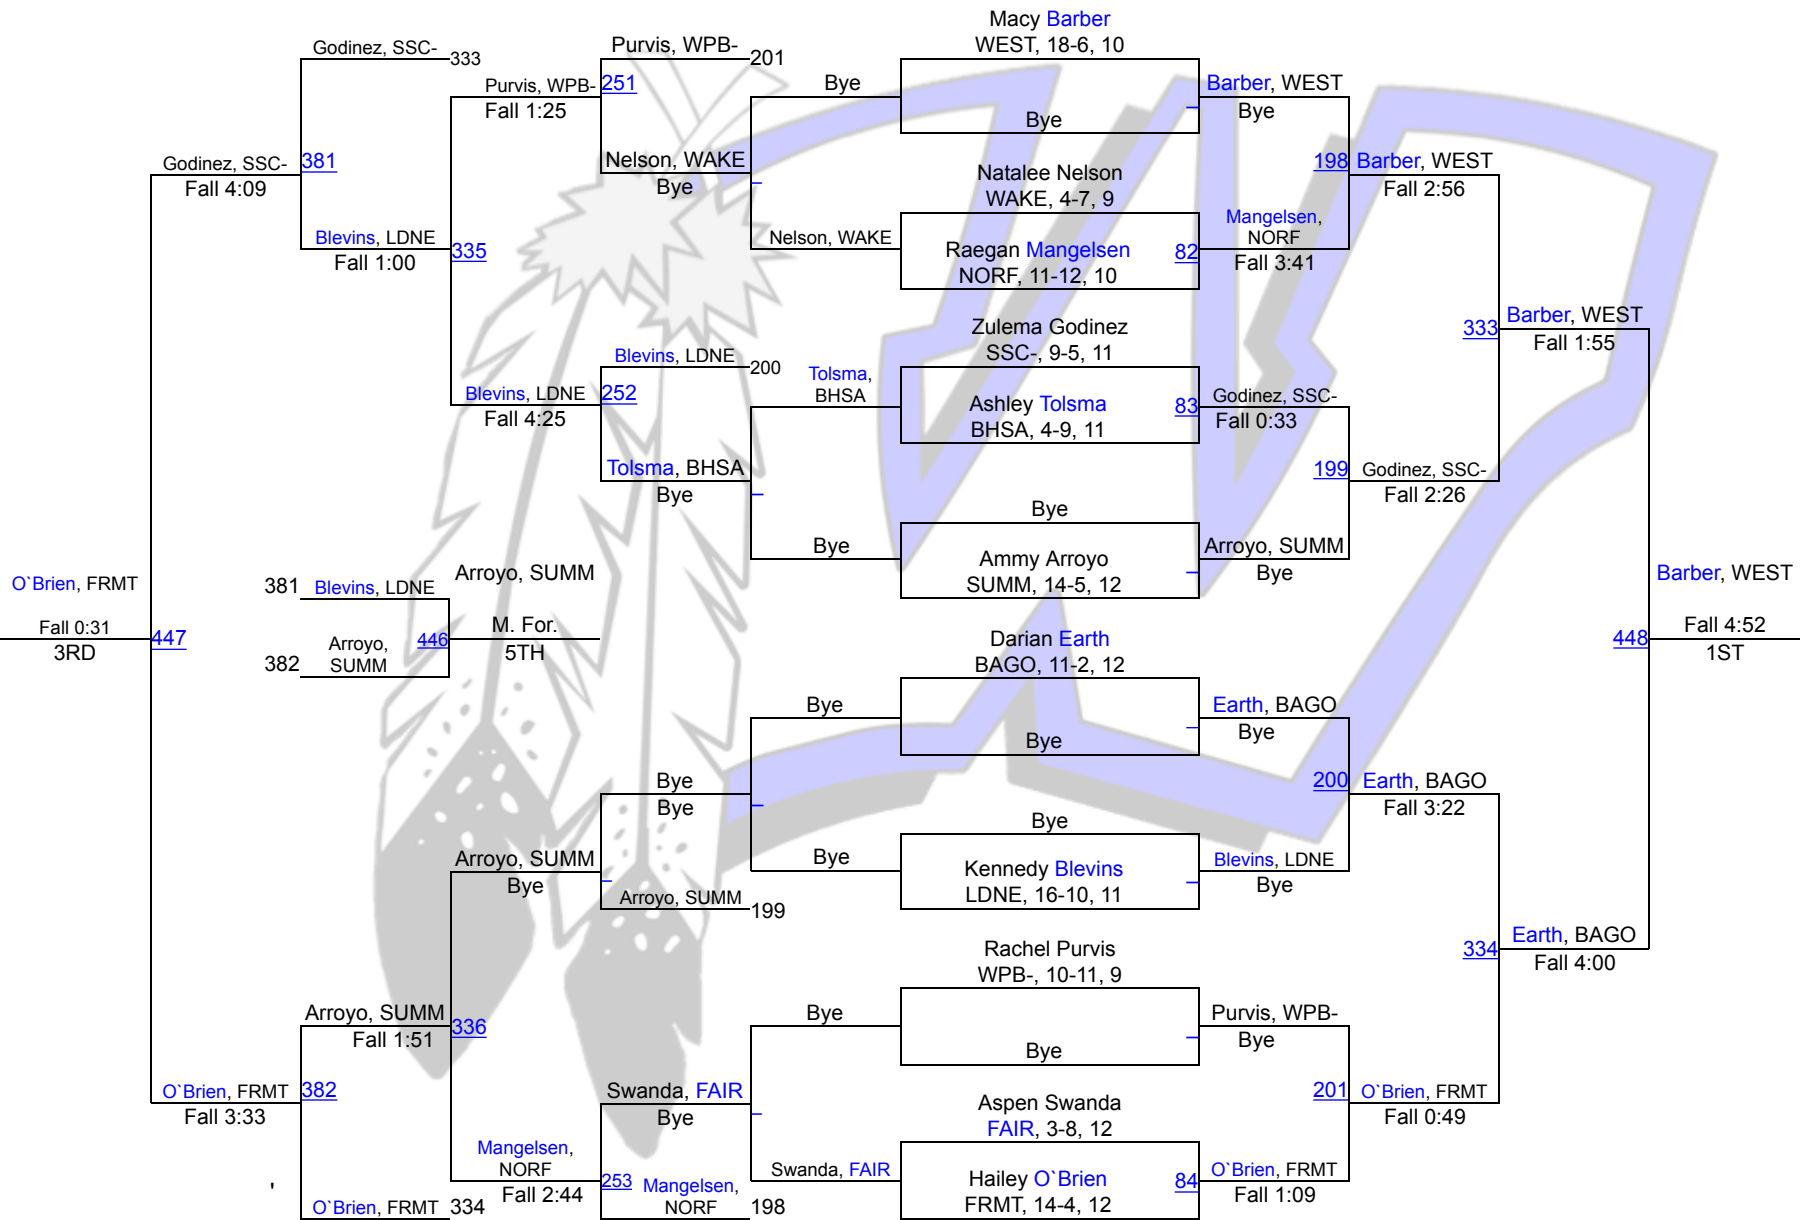 Godinez, SSC-
333
381
Godinez, SSC-
Fall 4:09
Blevins, LDNE
Fall 1:00
335
Purvis, WPB-
Fall 1:25
251
Purvis, WPB-
201
Nelson, WAKE
Bye
Blevins, LDNE
Fall 4:25
252
Blevins, LDNE
200
Tolsma, BHSA
Bye
Bye
Nelson, WAKE
Tolsma,
BHSA
Bye
Macy Barber
WEST, 18-6, 10
Bye
Natalee Nelson
WAKE, 4-7, 9
Raegan Mangelsen
NORF, 11-12, 10
82
Zulema Godinez
SSC-, 9-5, 11
Ashley Tolsma
BHSA, 4-9, 11
83
Bye
Ammy Arroyo
SUMM, 14-5, 12
Barber, WEST
Bye
198
Mangelsen,
NORF
Fall 3:41
Barber, WEST
Fall 2:56
Godinez, SSC-
Fall 0:33
199
Arroyo, SUMM
Bye
Godinez, SSC-
Fall 2:26
333
Barber, WEST
Fall 1:55
O`Brien, FRMT
Fall 0:31
3RD
447
381
Blevins, LDNE
Arroyo,
SUMM
382
446
Arroyo, SUMM
M. For.
5TH
Barber, WEST
448
Fall 4:52
1ST
Darian Earth
BAGO, 11-2, 12
Bye
Bye
Kennedy Blevins
LDNE, 16-10, 11
Rachel Purvis
WPB-, 10-11, 9
Bye
Aspen Swanda
FAIR, 3-8, 12
Hailey O`Brien
FRMT, 14-4, 12
84
Bye
Bye
Bye
Swanda, FAIR
Bye
Bye
Arroyo, SUMM
Bye
Arroyo, SUMM
199
Arroyo, SUMM
Fall 1:51
336
O`Brien, FRMT
Fall 3:33
382
Swanda, FAIR
Bye
Mangelsen,
NORF
Fall 2:44
253
Mangelsen,
NORF
198
'
O`Brien, FRMT
334
Earth, BAGO
Bye
200
Blevins, LDNE
Bye
Earth, BAGO
Fall 3:22
Purvis, WPB-
Bye
201
O`Brien, FRMT
Fall 1:09
O`Brien, FRMT
Fall 0:49
334
Earth, BAGO
Fall 4:00